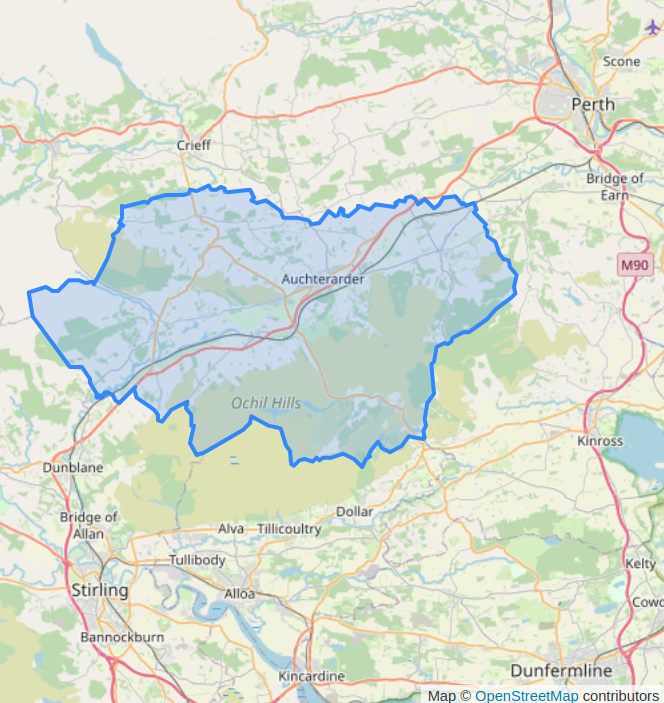 Scone
Perth
Crieff
Bridge of
Earn
M90
Auchterarder
Ochil Hills
Kinross
Dunblane
Dollar
Bridge of
Allan
Alva
Tillicoultry
Tullibody
Kelty
Stirling
Alloa
Cowd
Bannockburn
Dunfermline
Kincardine
Map © OpenStreetMap contributors